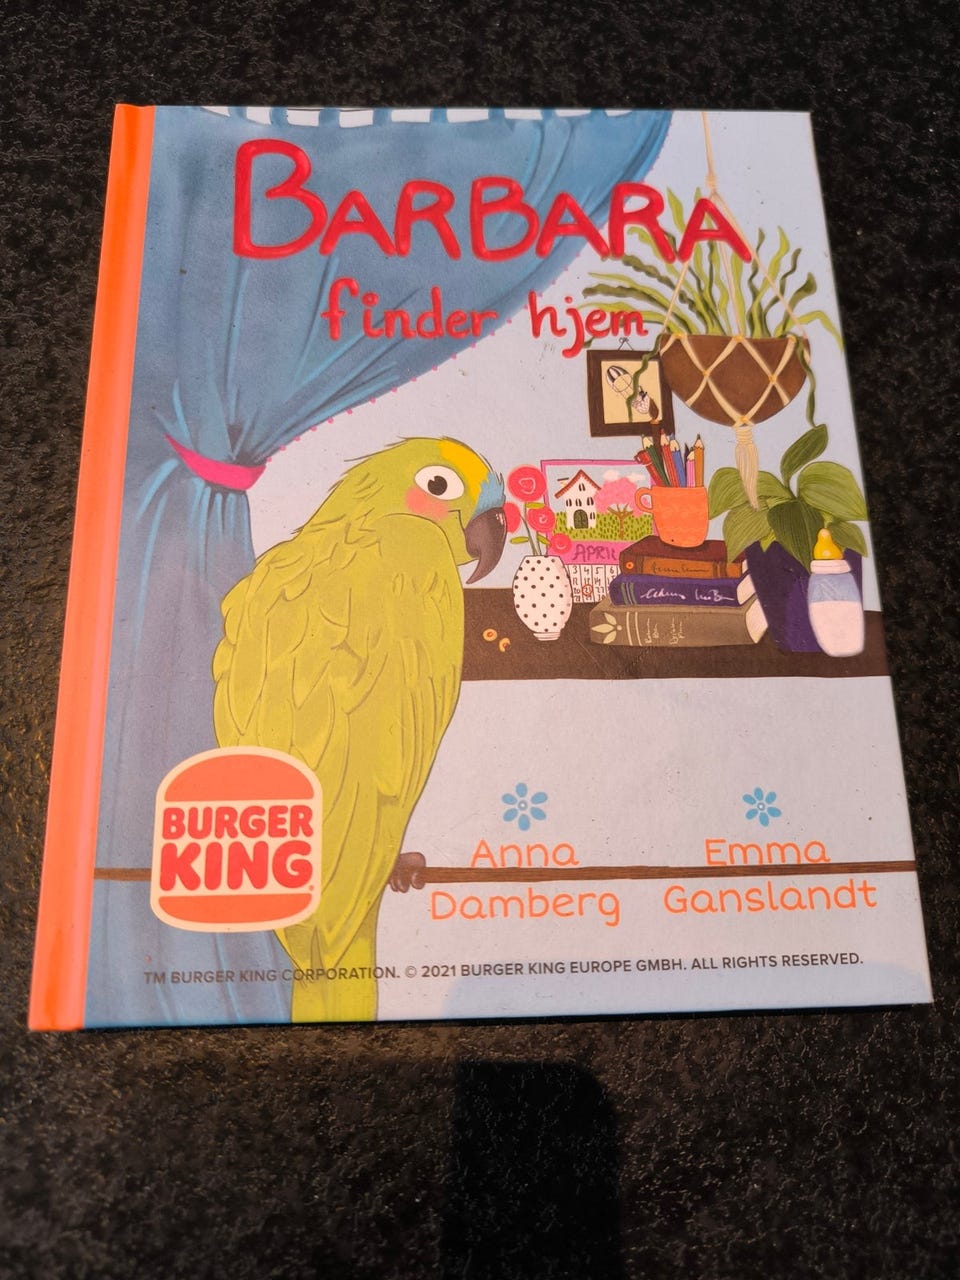 BARBARA
finder hjem
APRIL
BURGER
KING®
Anna
Damberg
Emma
Ganslandt
TM BURGER KING CORPORATION. © 2021 BURGER KING EUROPE GMBH. ALL RIGHTS RESERVED.